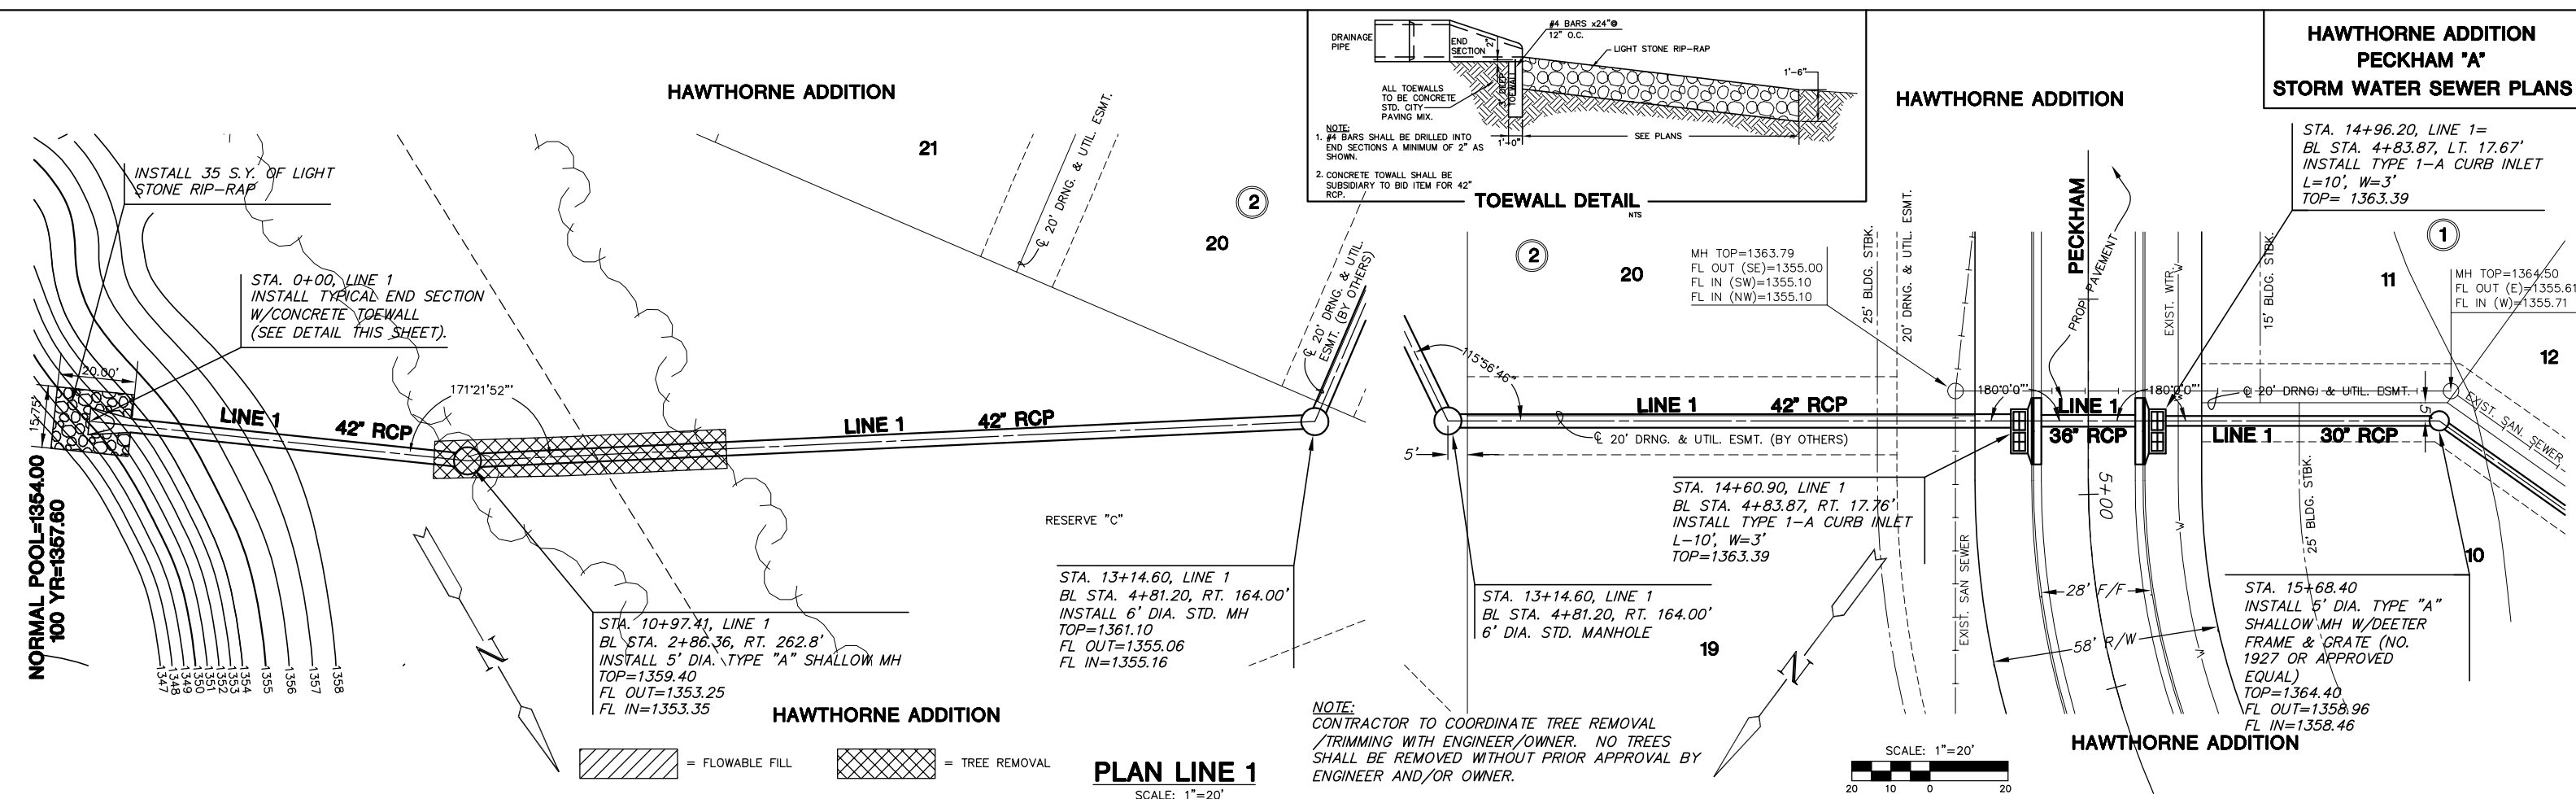 HAWTHORNE ADDITION
PECKHAM "A"
STORM WATER SEWER PLANS
DRAINAGE
PIPE
END
SECTION
2"
#4 BARS x24"@
12" O.C.
LIGHT STONE RIP-RAP
1'-6"
ALL TOEWALLS
TO BE CONCRETE
STD. CITY
PAVING MIX.
TOEWALL
1'-0"
SEE PLANS
NOTE:
1. #4 BARS SHALL BE DRILLED INTO
END SECTIONS A MINIMUM OF 2" AS
SHOWN.
2. CONCRETE TOWALL SHALL BE
SUBSIDIARY TO BID ITEM FOR 42"
RCP.
TOEWALL DETAIL
NTS
HAWTHORNE ADDITION
HAWTHORNE ADDITION
INSTALL 35 S.Y. OF LIGHT
STONE RIP-RAP
STA. 0+00, LINE 1
INSTALL TYPICAL END SECTION
W/CONCRETE TOEWALL
(SEE DETAIL THIS SHEET).
20.00'
15.75'
NORMAL POOL=1354.00
100 YR=1357.60
1347
1348
1349
1350
1351
1352
1353
1354
1355
1356
1357
1358
LINE 1
42" RCP
171°21'52"
LINE 1
42" RCP
21
℄ 20' DRNG. & UTIL. ESMT.
2
20
℄ 20' DRNG. & UTIL.
ESMT. (BY OTHERS)
RESERVE "C"
STA. 10+97.41, LINE 1
BL STA. 2+86.36, RT. 262.8'
INSTALL 5' DIA. TYPE "A" SHALLOW MH
TOP=1359.40
FL OUT=1353.25
FL IN=1353.35
STA. 13+14.60, LINE 1
BL STA. 4+81.20, RT. 164.00'
INSTALL 6' DIA. STD. MH
TOP=1361.10
FL OUT=1355.06
FL IN=1355.16
N
HAWTHORNE ADDITION
= FLOWABLE FILL
= TREE REMOVAL
PLAN LINE 1
SCALE: 1"=20'
NOTE:
CONTRACTOR TO COORDINATE TREE REMOVAL
/TRIMMING WITH ENGINEER/OWNER. NO TREES
SHALL BE REMOVED WITHOUT PRIOR APPROVAL BY
ENGINEER AND/OR OWNER.
115°56'46"
5'
2
20
LINE 1
42" RCP
℄ 20' DRNG. & UTIL. ESMT. (BY OTHERS)
MH TOP=1363.79
FL OUT (SE)=1355.00
FL IN (SW)=1355.10
FL IN (NW)=1355.10
25' BLDG. STBK.
20' DRNG. & UTIL. ESMT.
STA. 13+14.60, LINE 1
BL STA. 4+81.20, RT. 164.00'
6' DIA. STD. MANHOLE
STA. 14+60.90, LINE 1
BL STA. 4+83.87, RT. 17.76'
INSTALL TYPE 1-A CURB INLET
L-10', W=3'
TOP=1363.39
19
N
EXIST. SAN SEWER
PECKHAM
PROP. PAVEMENT
EXIST. WTR.
W
W
W
W
180°0'0"
180°0'0"
LINE 1
36" RCP
5+00
28' F/F
58' R/W
STA. 14+96.20, LINE 1=
BL STA. 4+83.87, LT. 17.67'
INSTALL TYPE 1-A CURB INLET
L=10', W=3'
TOP= 1363.39
15' BLDG. STBK.
1
11
MH TOP=1364.50
FL OUT (E)=1355.61
FL IN (W)=1355.71
12
℄ 20' DRNG. & UTIL. ESMT.
5'
LINE 1
30" RCP
EXIST. SAN. SEWER
25' BLDG. STBK.
10
STA. 15+68.40
INSTALL 5' DIA. TYPE "A"
SHALLOW MH W/DEETER
FRAME & GRATE (NO.
1927 OR APPROVED
EQUAL)
TOP=1364.40
FL OUT=1358.96
FL IN=1358.46
HAWTHORNE ADDITION
SCALE: 1"=20'
20 10 0 20